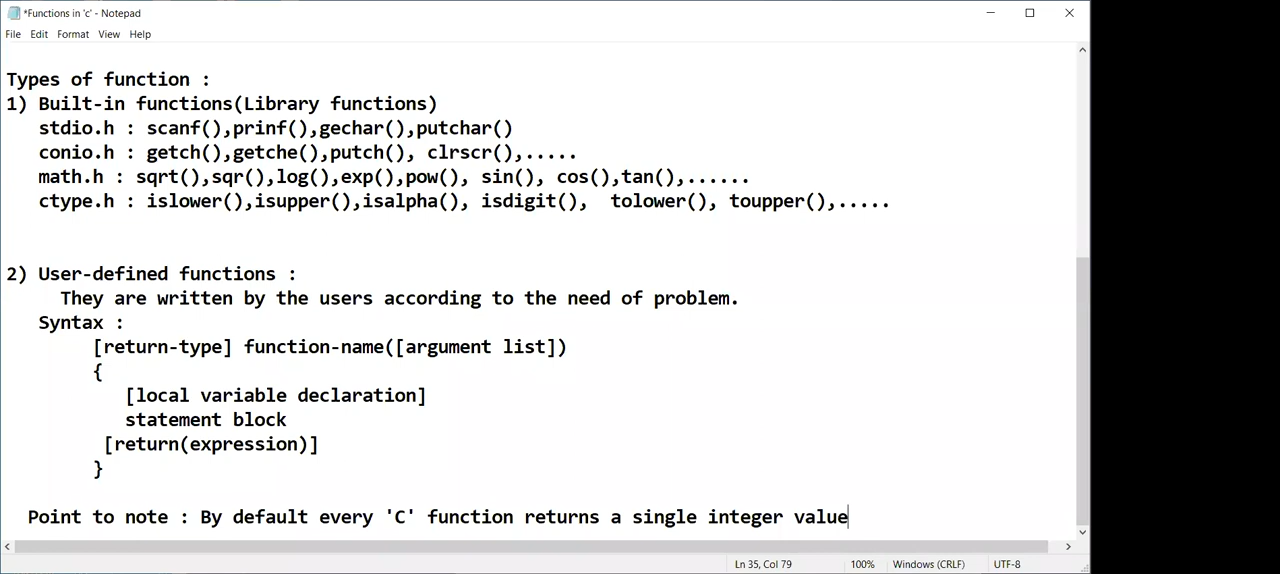 *Functions in 'c' - Notepad
File Edit Format View Help
Types of function :
1) Built-in functions(Library functions)
stdio.h : scanf(),prinf(),gechar(),putchar()
conio.h : getch(),getche(),putch(), clrscr(),.....
math.h : sqrt(),sqr(),log(),exp(),pow(), sin(), cos(),tan(),......
ctype.h : islower(),isupper(),isalpha(), isdigit(),  tolower(), toupper(),.....
2) User-defined functions :
They are written by the users according to the need of problem.
Syntax :
[return-type] function-name([argument list])
{
[local variable declaration]
statement block
[return(expression)]
}
Point to note : By default every 'C' function returns a single integer value
Ln 35, Col 79 100% Windows (CRLF) UTF-8